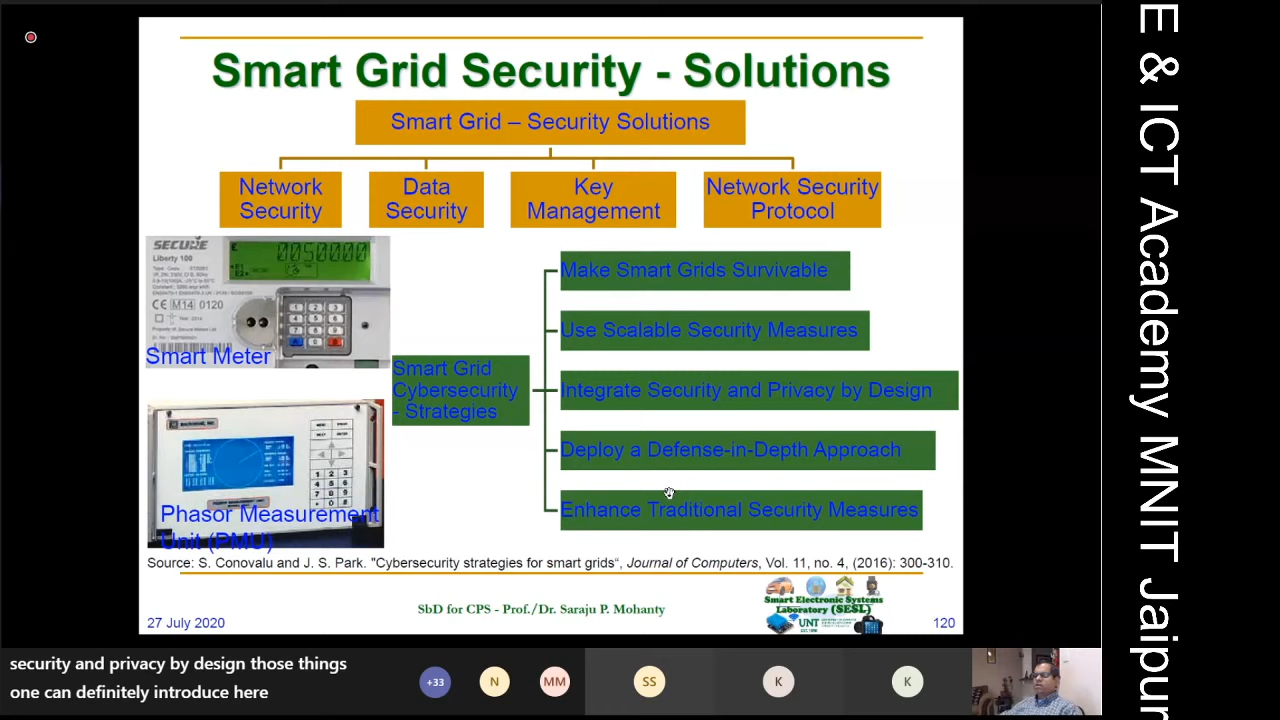 Smart Grid Security - Solutions
Smart Grid – Security Solutions
Network
Security
Data
Security
Key
Management
Network Security
Protocol
SECURE
Liberty 100
0050000
M14 0120
Smart Meter
Phasor Measurement
Unit (PMU)
Smart Grid
Cybersecurity
- Strategies
Make Smart Grids Survivable
Use Scalable Security Measures
Integrate Security and Privacy by Design
Deploy a Defense-in-Depth Approach
Enhance Traditional Security Measures
Source: S. Conovalu and J. S. Park. "Cybersecurity strategies for smart grids“, Journal of Computers, Vol. 11, no. 4, (2016): 300-310.
27 July 2020
SbD for CPS - Prof./Dr. Saraju P. Mohanty
Smart Electronic Systems
Laboratory (SESL)
UNT
120
security and privacy by design those things
one can definitely introduce here
+33
N
MM
SS
K
K
E & ICT Academy MNIT Jaipur